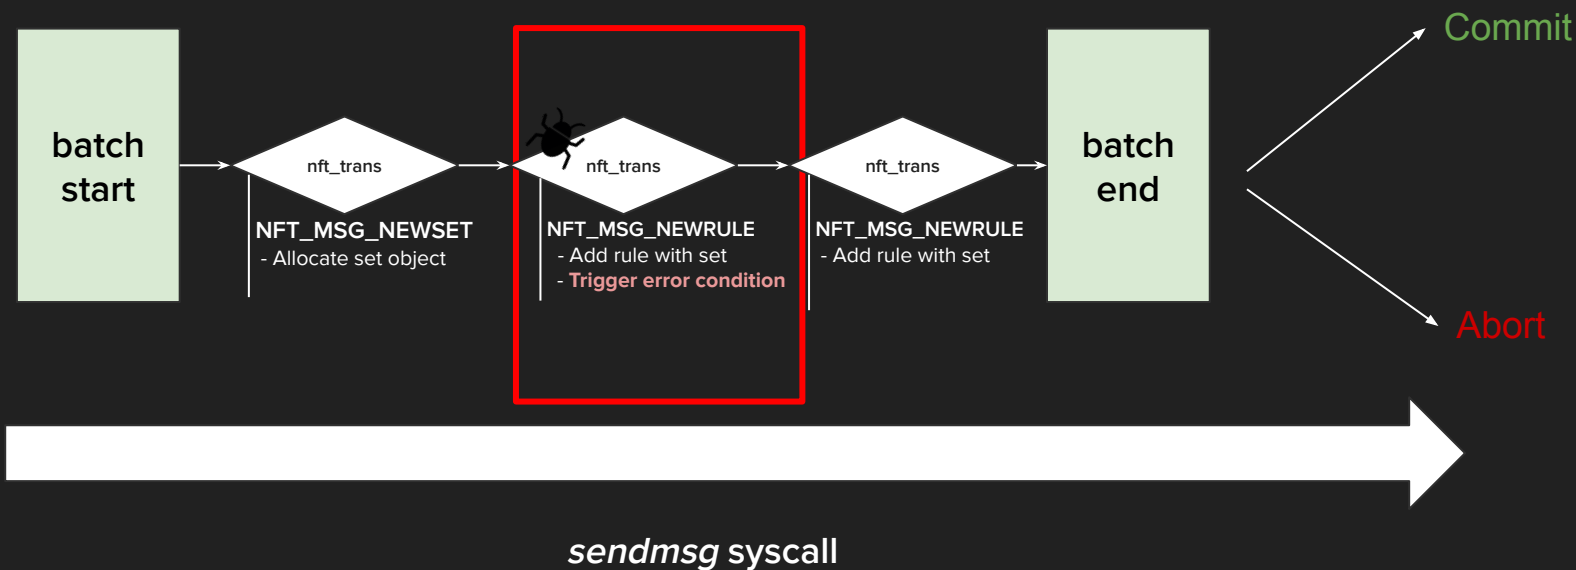 Commit
batch
start
nft_trans
nft_trans
nft_trans
batch
end
NFT_MSG_NEWSET
- Allocate set object
NFT_MSG_NEWRULE
- Add rule with set
- Trigger error condition
NFT_MSG_NEWRULE
- Add rule with set
Abort
sendmsg syscall